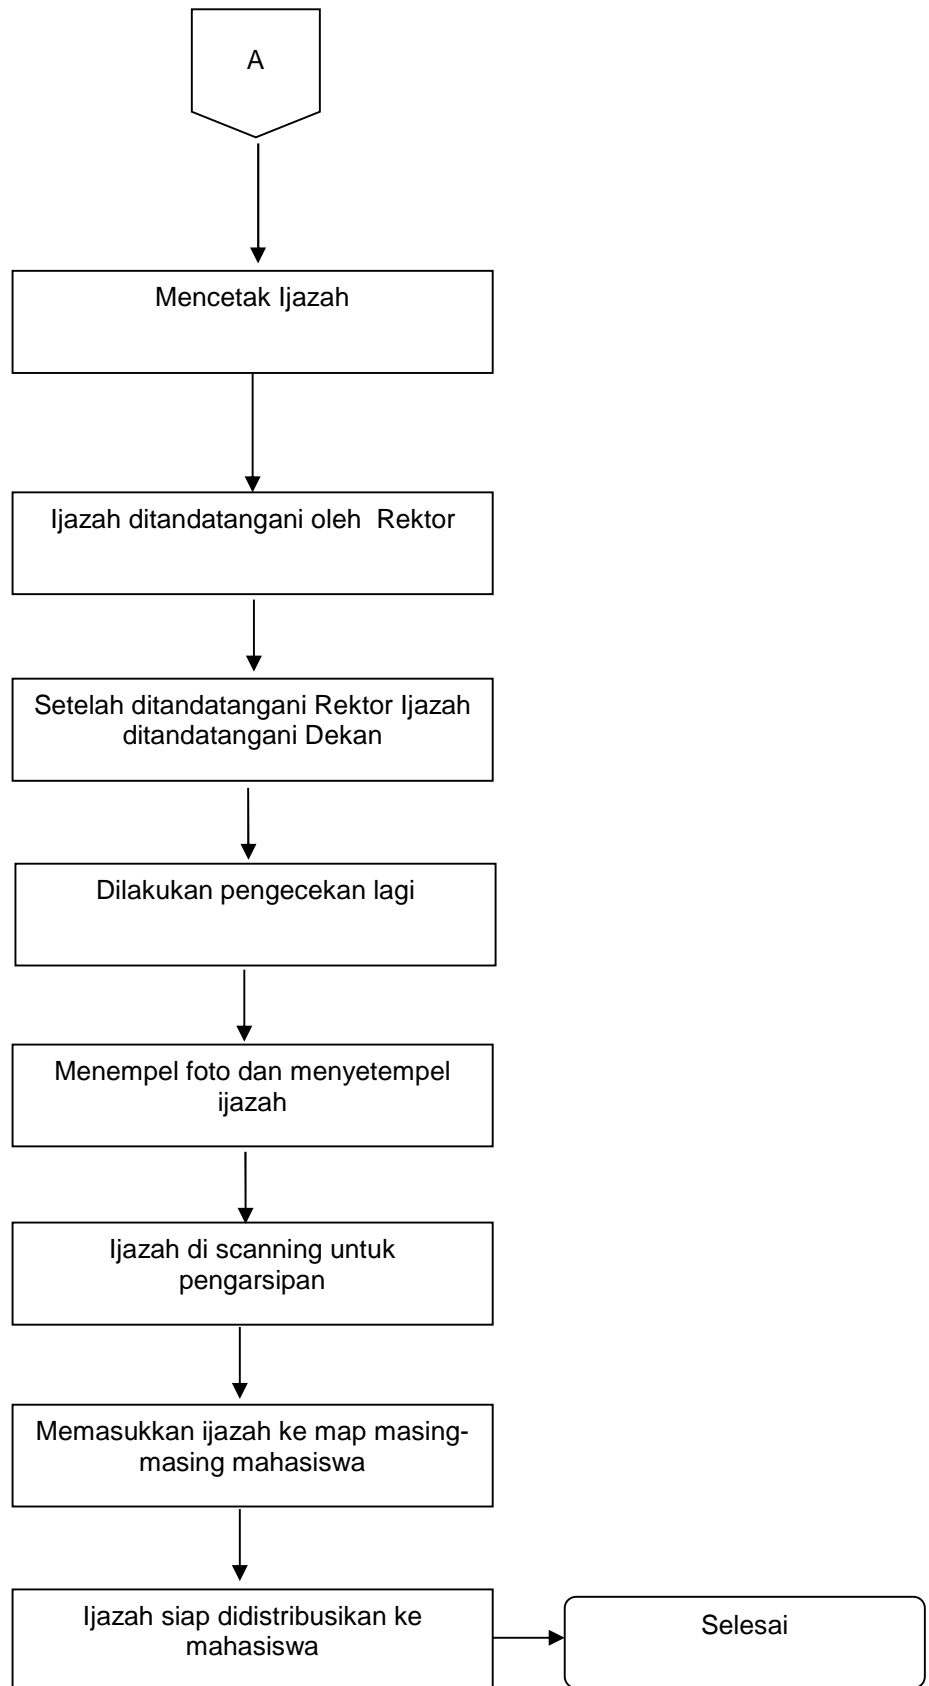 A
Mencetak Ijazah
Ijazah ditandatangani oleh  Rektor
Setelah ditandatangani Rektor Ijazah
ditandatangani Dekan
Dilakukan pengecekan lagi
Menempel foto dan menyetempel
ijazah
Ijazah di scanning untuk
pengarsipan
Memasukkan ijazah ke map masing-
masing mahasiswa
Ijazah siap didistribusikan ke
mahasiswa
Selesai